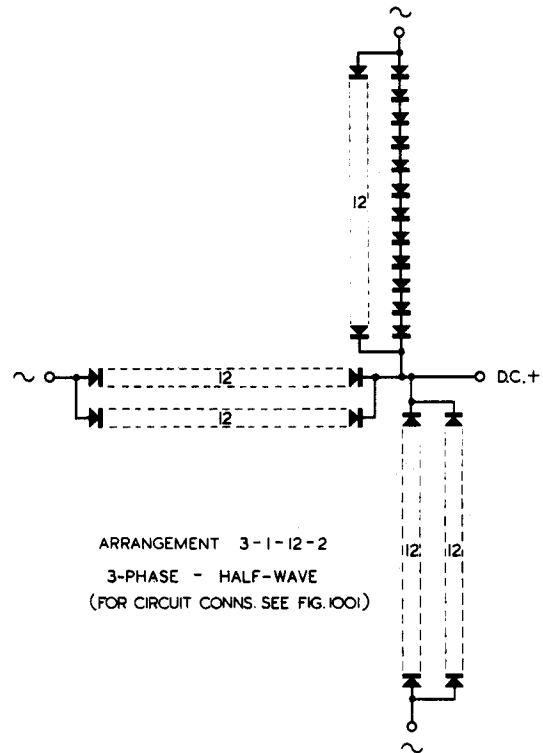 ~
12
~
12
D.C.+
12
12 12
ARRANGEMENT 3-1-12-2
3-PHASE - HALF-WAVE
(FOR CIRCUIT CONNS. SEE FIG. 1001)
~